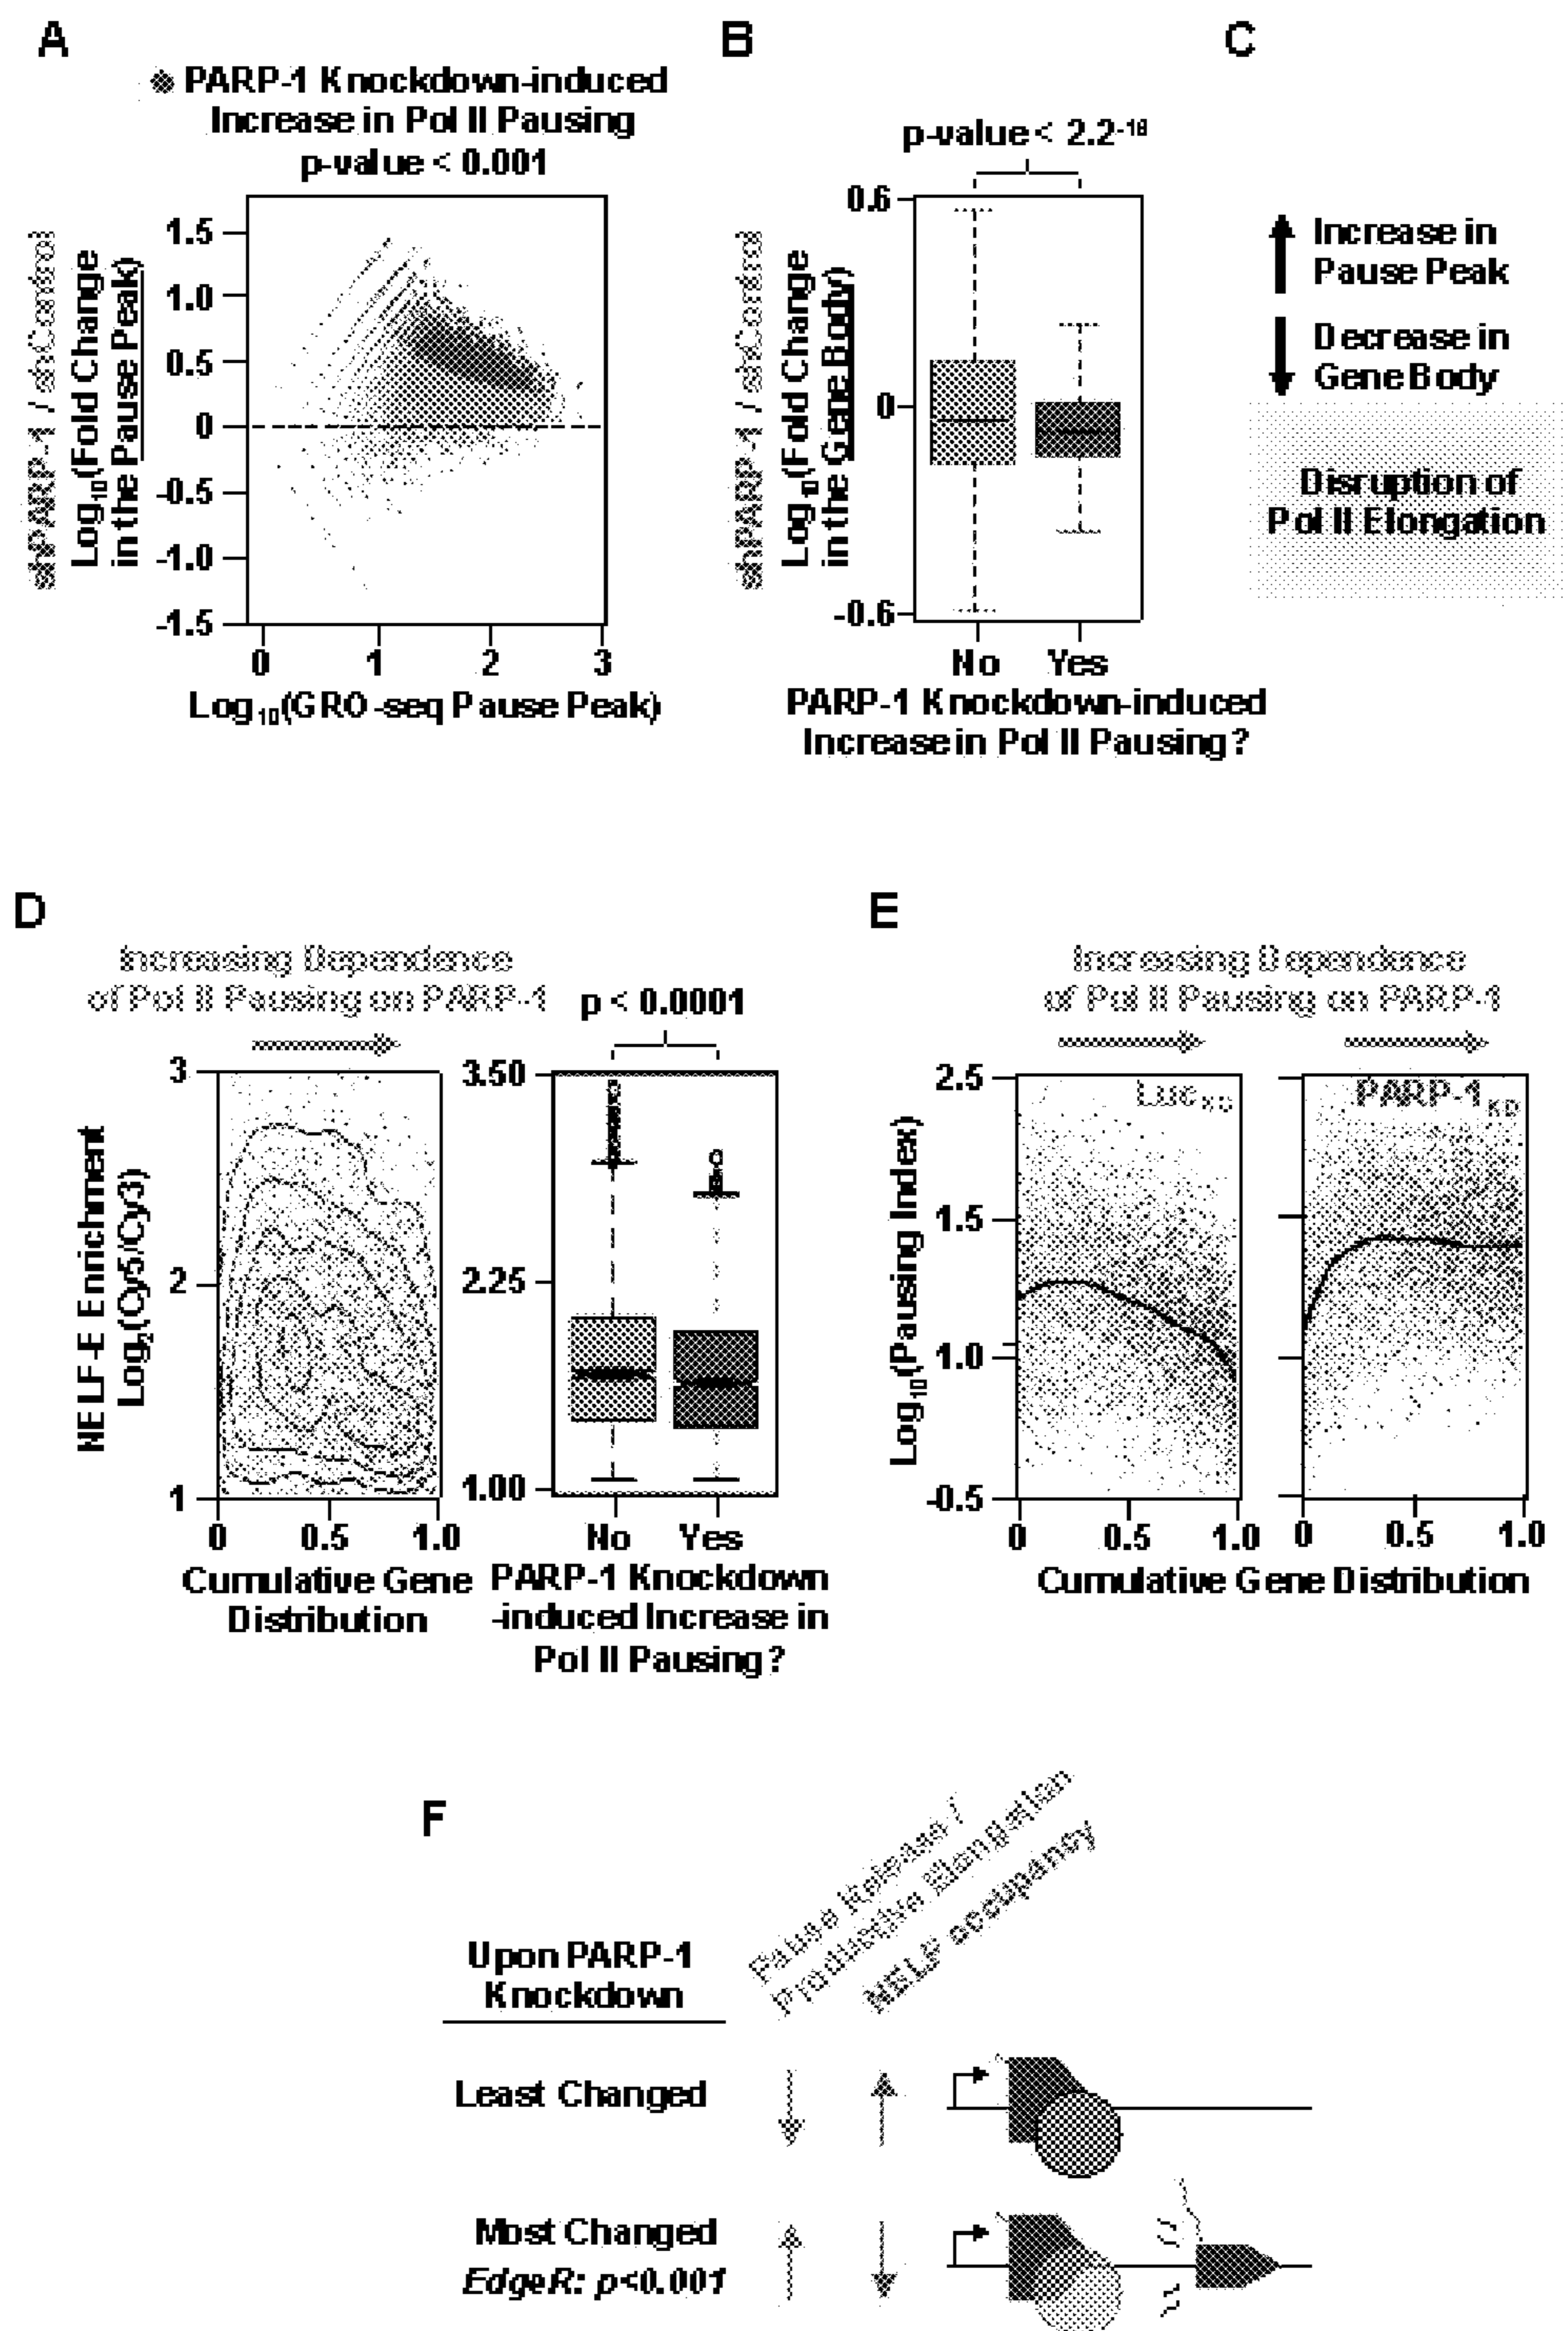 A
PARP-1 Knockdown-induced
Increase in Pol II Pausing
p-value < 0.001
shPARP-1 / shControl
Log10(Fold Change
in the Pause Peak)
1.5
1.0
0.5
0
-0.5
-1.0
-1.5
0 1 2 3
Log10(GRO-seq Pause Peak)
B
p-value < 2.2-18
shPARP-1 / shControl
Log10(Fold Change
in the Gene Body)
0.6
0
-0.6
No Yes
PARP-1 Knockdown-induced
Increase in Pol II Pausing?
C
Increase in
Pause Peak
Decrease in
Gene Body
Disruption of
Pol II Elongation
D
Increasing Dependence
of Pol II Pausing on PARP-1
NELF-E Enrichment
Log2(Cy5/Cy3)
3
2
1
0 0.5 1.0
Cumulative Gene
Distribution
p < 0.0001
3.50
2.25
1.00
No Yes
PARP-1 Knockdown
-induced Increase in
Pol II Pausing?
E
Increasing Dependence
of Pol II Pausing on PARP-1
Log10(Pausing Index)
2.5
1.5
1.0
-0.5
Luc KD
PARP-1 KD
0 0.5 1.0
0 0.5 1.0
Cumulative Gene Distribution
F
Pause Release /
Productive Elongation
NELF occupancy
Upon PARP-1
Knockdown
Least Changed
Most Changed
EdgeR: p<0.001